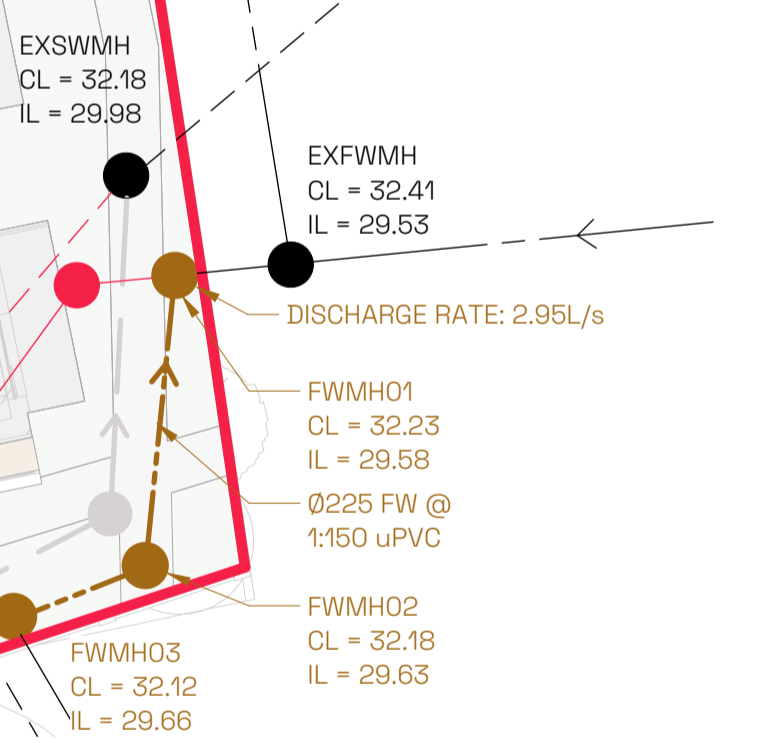 EXSWMH
CL = 32.18
IL = 29.98
EXFWMH
CL = 32.41
IL = 29.53
DISCHARGE RATE: 2.95L/s
FWMH01
CL = 32.23
IL = 29.58
Ø225 FW @
1:150 uPVC
FWMH02
CL = 32.18
IL = 29.63
FWMH03
CL = 32.12
IL = 29.66